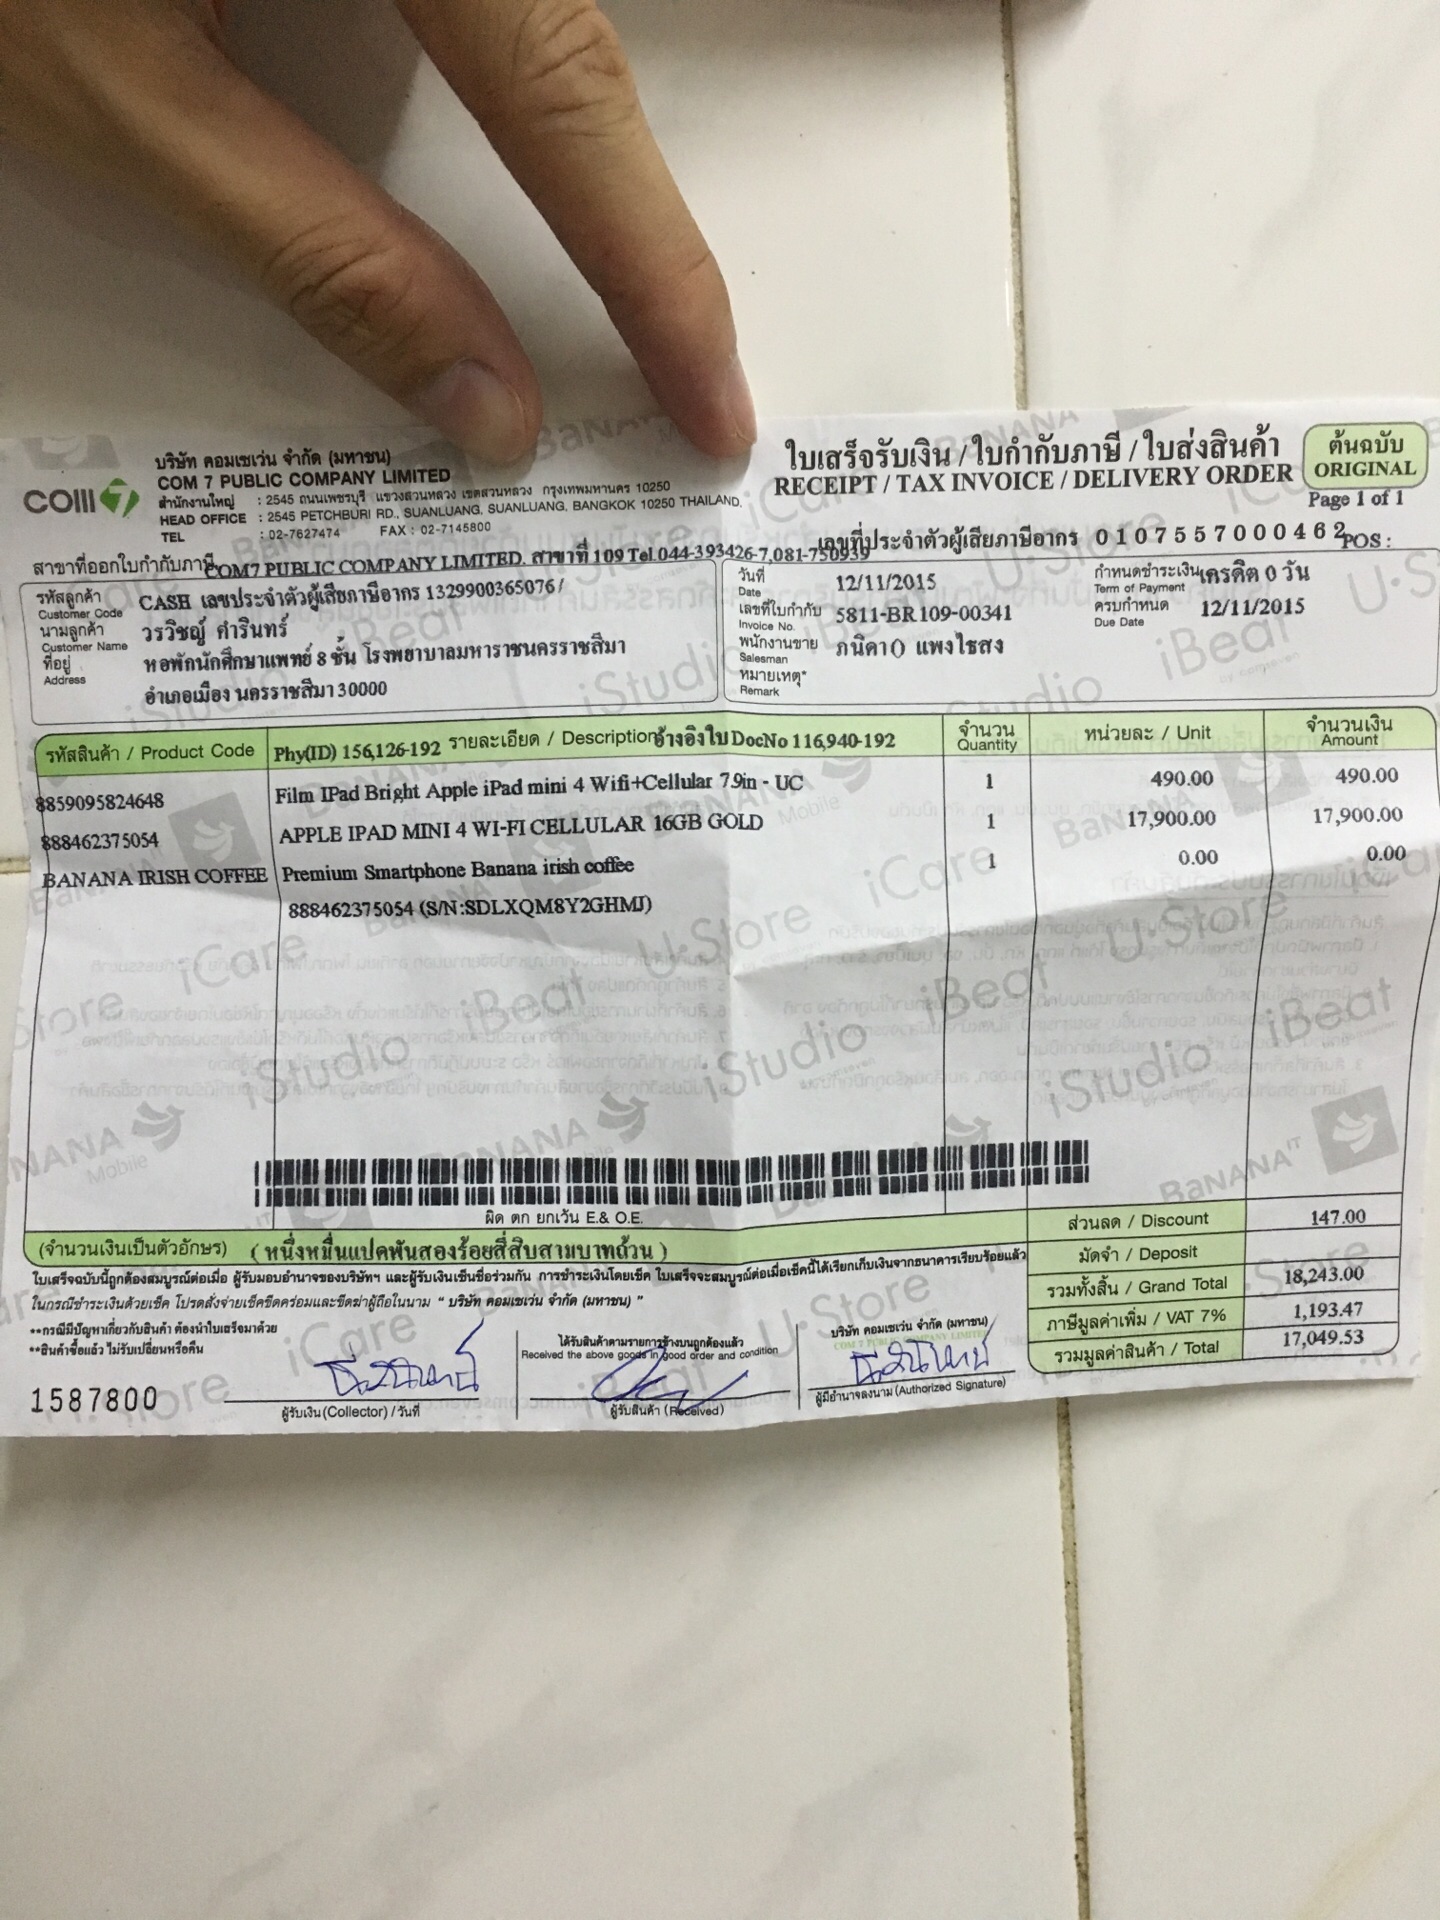 COM7
บริษัท คอมเซเว่น จำกัด (มหาชน)
COM 7 PUBLIC COMPANY LIMITED
สำนักงานใหญ่ : 2545 ถนนเพชรบุรี แขวงสวนหลวง เขตสวนหลวง กรุงเทพมหานคร 10250
HEAD OFFICE : 2545 PETCHBURI RD., SUANLUANG, SUANLUANG, BANGKOK 10250 THAILAND.
TEL : 02-7627474 FAX : 02-7145800
ใบเสร็จรับเงิน / ใบกำกับภาษี / ใบส่งสินค้า
RECEIPT / TAX INVOICE / DELIVERY ORDER
ต้นฉบับ
ORIGINAL
Page 1 of 1
เลขที่ประจำตัวผู้เสียภาษีอากร 0107557000462 POS :
สาขาที่ออกใบกำกับภาษี COM7 PUBLIC COMPANY LIMITED. สาขาที่ 109 Tel.044-393426-7,081-750939
รหัสลูกค้า CASH เลขประจำตัวผู้เสียภาษีอากร 1329900365076 /
Customer Code
นามลูกค้า วรวิชญ์ คำรินทร์
Customer Name
ที่อยู่ หอพักนักศึกษาแพทย์ 8 ชั้น โรงพยาบาลมหาราชนครราชสีมา
Address
อำเภอเมือง นครราชสีมา 30000
วันที่ 12/11/2015
Date
เลขที่ใบกำกับ 5811-BR109-00341
Invoice No.
พนักงานขาย ภนิดา() แพงไธสง
Salesman
หมายเหตุ*
Remark
กำหนดชำระเงิน เครดิต 0 วัน
Term of Payment
ครบกำหนด 12/11/2015
Due Date
รหัสสินค้า / Product Code Phy(ID) 156,126-192 รายละเอียด / Description อ้างอิงใบ DocNo 116,940-192 จำนวน Quantity หน่วยละ / Unit จำนวนเงิน Amount
8859095824648 Film IPad Bright Apple iPad mini 4 Wifi+Cellular 7.9in - UC 1 490.00 490.00
888462375054 APPLE IPAD MINI 4 WI-FI CELLULAR 16GB GOLD 1 17,900.00 17,900.00
BANANA IRISH COFFEE Premium Smartphone Banana irish coffee 1 0.00 0.00
888462375054 (S/N:SDLXQM8Y2GHMJ)
ผิด ตก ยกเว้น E.& O.E.
(จำนวนเงินเป็นตัวอักษร) ( หนึ่งหมื่นแปดพันสองร้อยสี่สิบสามบาทถ้วน )
ส่วนลด / Discount 147.00
มัดจำ / Deposit
รวมทั้งสิ้น / Grand Total 18,243.00
ภาษีมูลค่าเพิ่ม / VAT 7% 1,193.47
รวมมูลค่าสินค้า / Total 17,049.53
ใบเสร็จฉบับนี้ถูกต้องสมบูรณ์ต่อเมื่อ ผู้รับมอบอำนาจของบริษัทฯ และผู้รับเงินเซ็นชื่อร่วมกัน การชำระเงินโดยเช็ค ใบเสร็จจะสมบูรณ์ต่อเมื่อเช็คนี้ได้เรียกเก็บเงินจากธนาคารเรียบร้อยแล้ว
ในกรณีชำระเงินด้วยเช็ค โปรดสั่งจ่ายเช็คขีดคร่อมและขีดฆ่าผู้ถือในนาม " บริษัท คอมเซเว่น จำกัด (มหาชน) "
**กรณีมีปัญหาเกี่ยวกับสินค้า ต้องนำใบเสร็จมาด้วย
**สินค้าซื้อแล้ว ไม่รับเปลี่ยนหรือคืน
1587800
ผู้รับเงิน (Collector) / วันที่
ได้รับสินค้าตามรายการข้างบนถูกต้องแล้ว
Received the above goods in good order and condition
ผู้รับสินค้า (Received)
บริษัท คอมเซเว่น จำกัด (มหาชน)
COM 7 PUBLIC COMPANY LIMITED
ผู้มีอำนาจลงนาม (Authorized Signature)